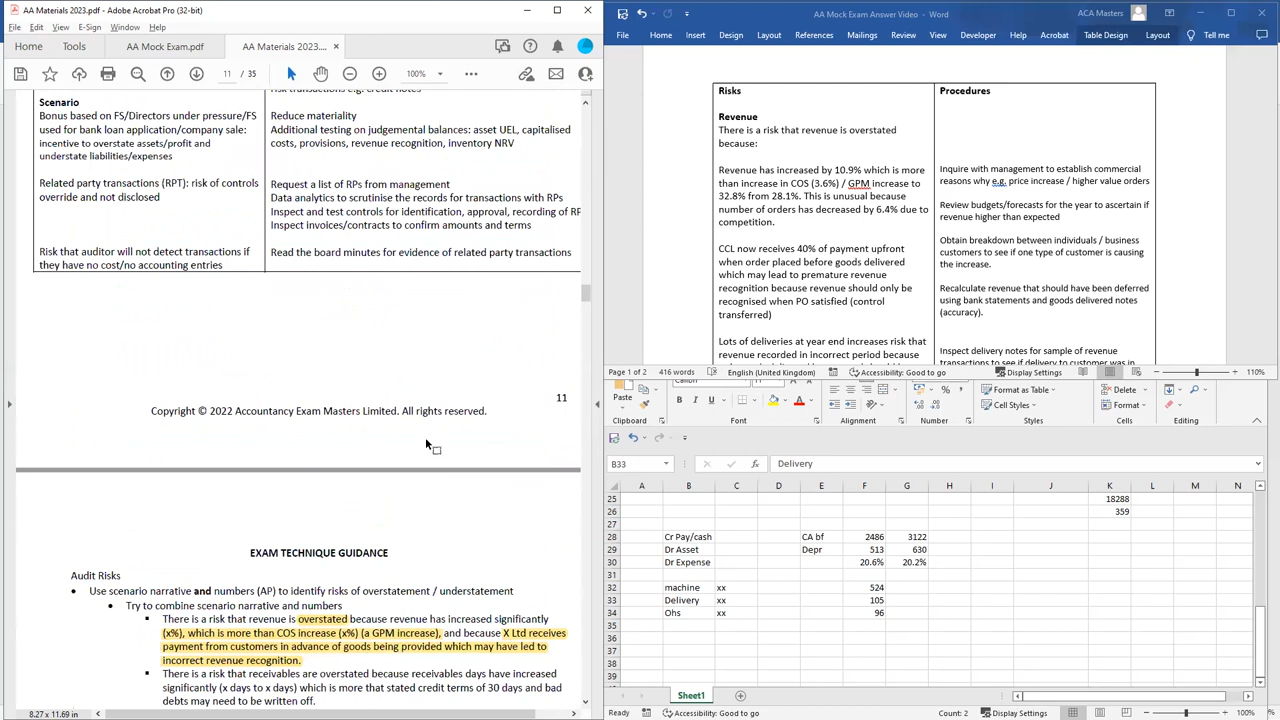 AA Materials 2023.pdf - Adobe Acrobat Pro (32-bit)
File Edit View E-Sign Window Help
Home Tools AA Mock Exam.pdf AA Materials 2023.... ×
11 / 35 100%
risk transactions e.g. credit notes
Scenario
Bonus based on FS/Directors under pressure/FS
used for bank loan application/company sale:
incentive to overstate assets/profit and
understate liabilities/expenses
Reduce materiality
Additional testing on judgemental balances: asset UEL, capitalised
costs, provisions, revenue recognition, inventory NRV
Related party transactions (RPT): risk of controls
override and not disclosed
Request a list of RPs from management
Data analytics to scrutinise the records for transactions with RPs
Inspect and test controls for identification, approval, recording of RP
Inspect invoices/contracts to confirm amounts and terms
Risk that auditor will not detect transactions if
they have no cost/no accounting entries
Read the board minutes for evidence of related party transactions
11
Copyright © 2022 Accountancy Exam Masters Limited. All rights reserved.
EXAM TECHNIQUE GUIDANCE
Audit Risks
• Use scenario narrative and numbers (AP) to identify risks of overstatement / understatement
• Try to combine scenario narrative and numbers
▪ There is a risk that revenue is overstated because revenue has increased significantly
(x%), which is more than COS increase (x%) (a GPM increase), and because X Ltd receives
payment from customers in advance of goods being provided which may have led to
incorrect revenue recognition.
▪ There is a risk that receivables are overstated because receivables days have increased
significantly (x days to x days) which is more that stated credit terms of 30 days and bad
debts may need to be written off.
8.27 x 11.69 in
AA Mock Exam Answer Video - Word
ACA Masters
File Home Insert Design Layout References Mailings Review View Developer Help Acrobat Table Design Layout Tell me
Risks
Procedures
Revenue
There is a risk that revenue is overstated
because:
Revenue has increased by 10.9% which is more
than increase in COS (3.6%) / GPM increase to
32.8% from 28.1%. This is unusual because
number of orders has decreased by 6.4% due to
competition.
CCL now receives 40% of payment upfront
when order placed before goods delivered
which may lead to premature revenue
recognition because revenue should only be
recognised when PO satisfied (control
transferred)
Lots of deliveries at year end increases risk that
revenue recorded in incorrect period because
Inquire with management to establish commercial
reasons why e.g. price increase / higher value orders
Review budgets/forecasts for the year to ascertain if
revenue higher than expected
Obtain breakdown between individuals / business
customers to see if one type of customer is causing
the increase.
Recalculate revenue that should have been deferred
using bank statements and goods delivered notes
(accuracy).
Inspect delivery notes for sample of revenue
transactions to see if delivery to customer was in
Page 1 of 2 416 words English (United Kingdom) Accessibility: Good to go Display Settings 110%
Calibri 11
Paste B I U A % Format as Table Cell Styles Delete Format
Clipboard Font Alignment Number Styles Cells Editing
B33 fx Delivery
A B C D E F G H I J K L M N
25 18288
26 359
27
28 Cr Pay/cash CA bf 2486 3122
29 Dr Asset Depr 513 630
30 Dr Expense 20.6% 20.2%
31
32 machine xx 524
33 Delivery xx 105
34 Ohs xx 96
35
36
37
38
39
Sheet1
Ready Accessibility: Good to go Count: 2 Display Settings 100%